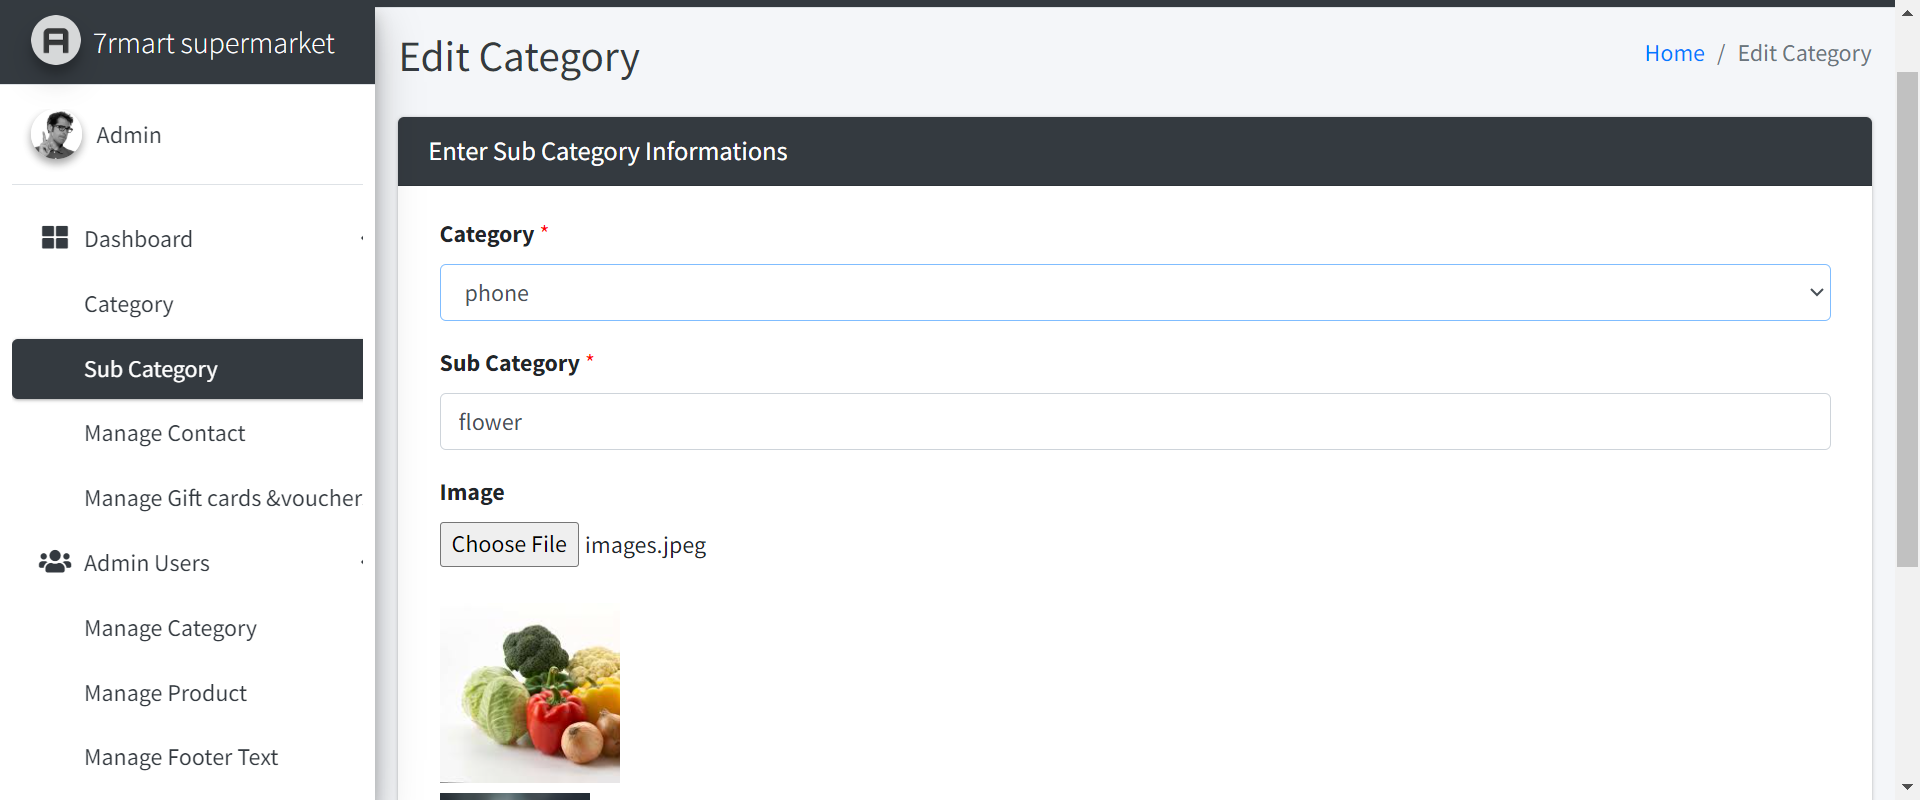 7rmart supermarket
Admin
Dashboard
Category
Sub Category
Manage Contact
Manage Gift cards &voucher
Admin Users
Manage Category
Manage Product
Manage Footer Text
Edit Category
Home / Edit Category
Enter Sub Category Informations
Category *
phone
Sub Category *
flower
Image
Choose File images.jpeg